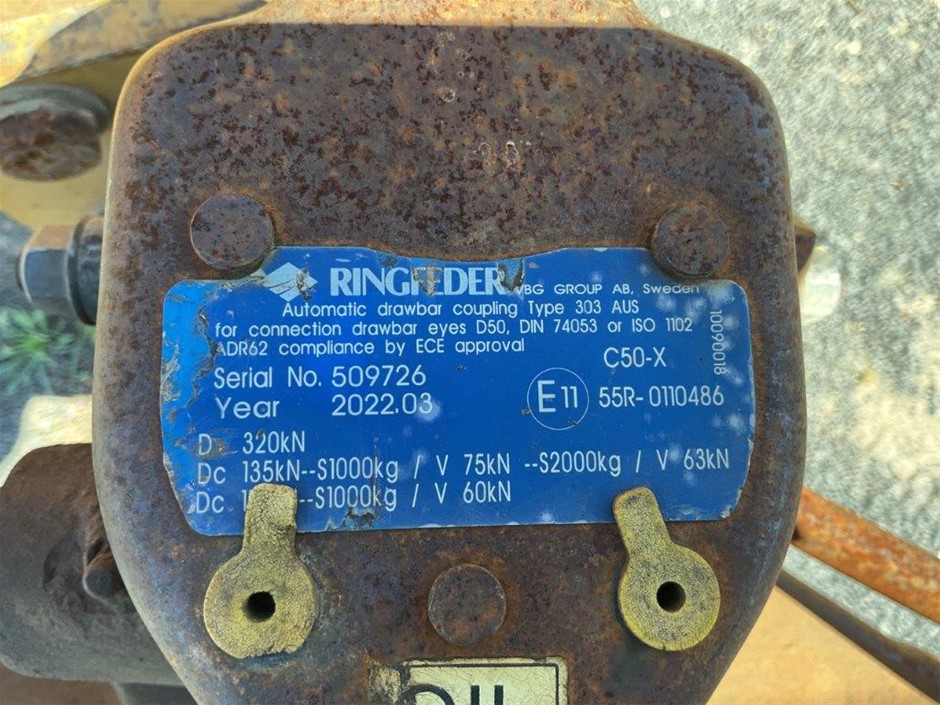 RINGFEDER VBG GROUP AB, Sweden
Automatic drawbar coupling Type 303 AUS
for connection drawbar eyes D50, DIN 74053 or ISO 1102
ADR62 compliance by ECE approval
C50-X
10090018
Serial No. 509726
E11 55R-0110486
Year 2022.03
D 320kN
Dc 135kN--S1000kg / V 75kN --S2000kg / V 63kN
Dc --S1000kg / V 60kN